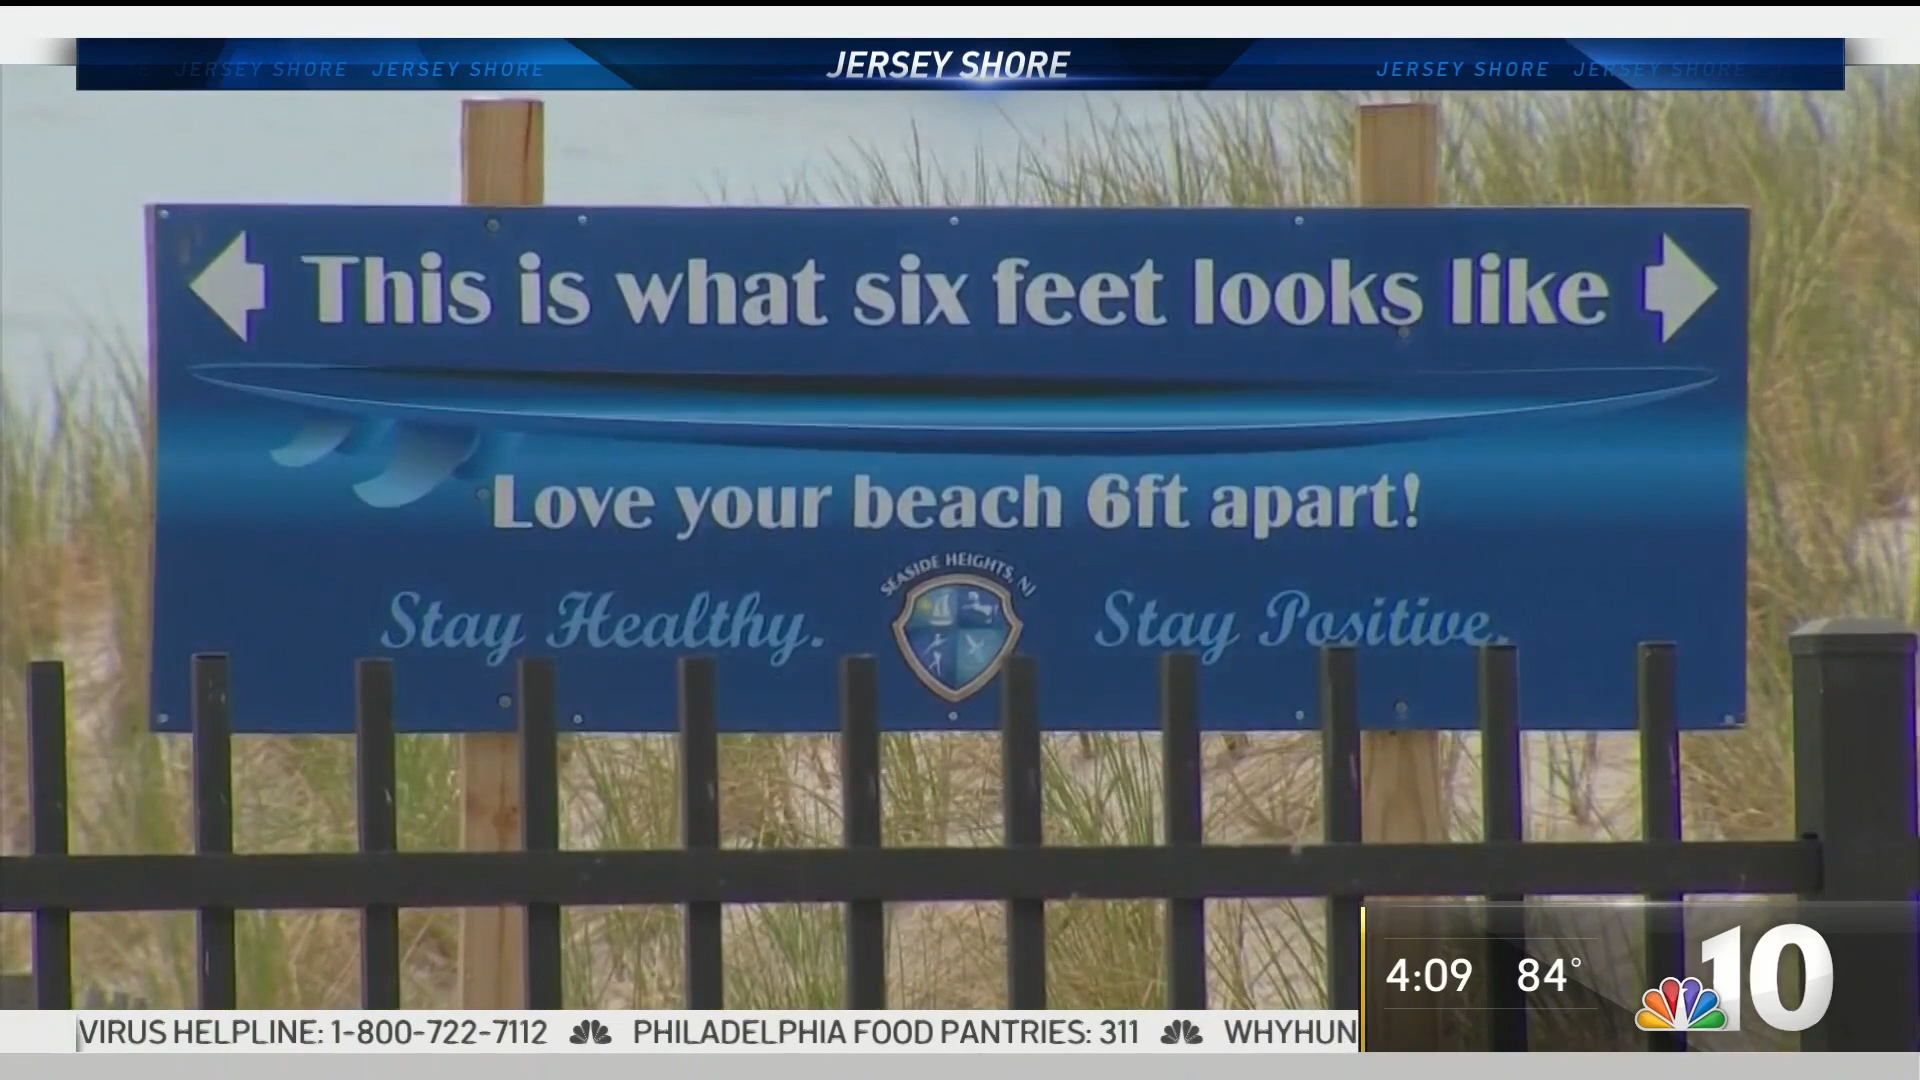 JERSEY SHORE JERSEY SHORE JERSEY SHORE JERSEY SHORE JERSEY SHORE
This is what six feet looks like
Love your beach 6ft apart!
SEASIDE HEIGHTS, NJ
Stay Healthy. Stay Positive.
4:09 84° 10
VIRUS HELPLINE: 1-800-722-7112 PHILADELPHIA FOOD PANTRIES: 311 WHYHUN